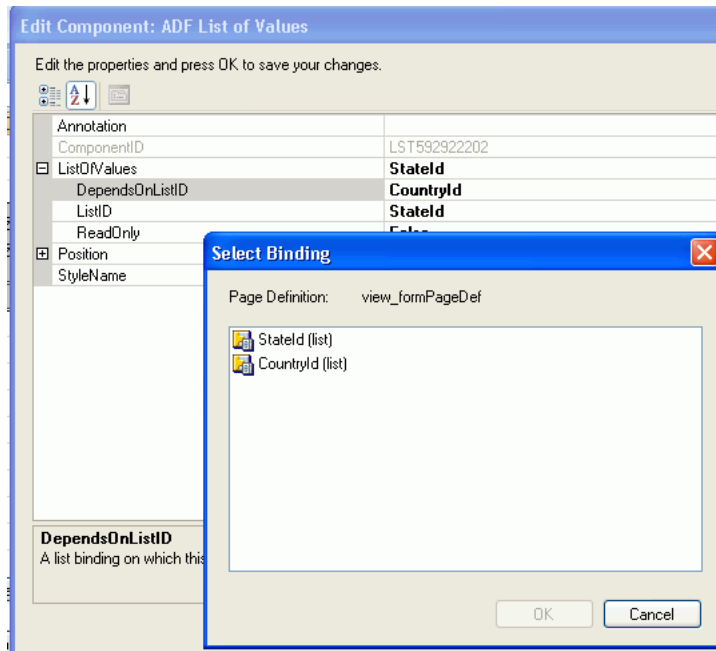 Edit Component: ADF List of Values
Edit the properties and press OK to save your changes.
Annotation
ComponentID LST592922202
ListOfValues StateId
DependsOnListID CountryId
ListID StateId
ReadOnly
Position
StyleName
Select Binding
Page Definition: view_formPageDef
StateId (list)
CountryId (list)
DependsOnListID
A list binding on which this
OK Cancel